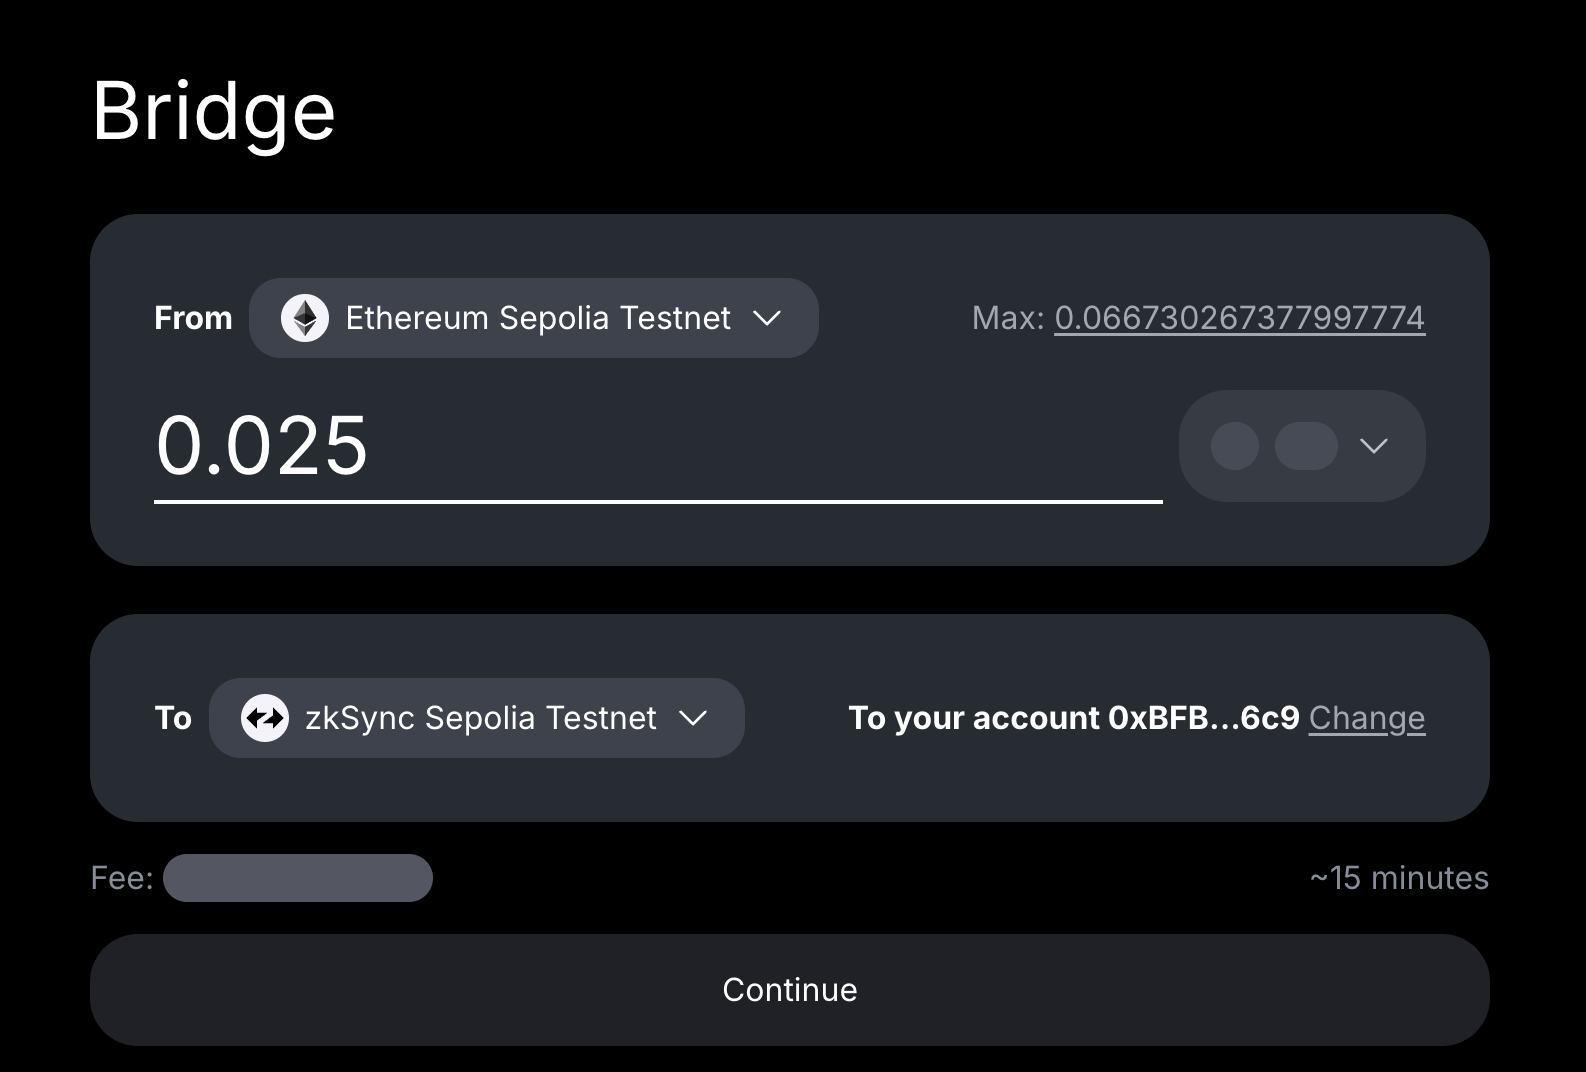 Bridge
From Ethereum Sepolia Testnet Max: 0.066730267377997774
0.025
To zkSync Sepolia Testnet To your account 0xBFB...6c9 Change
Fee: ~15 minutes
Continue